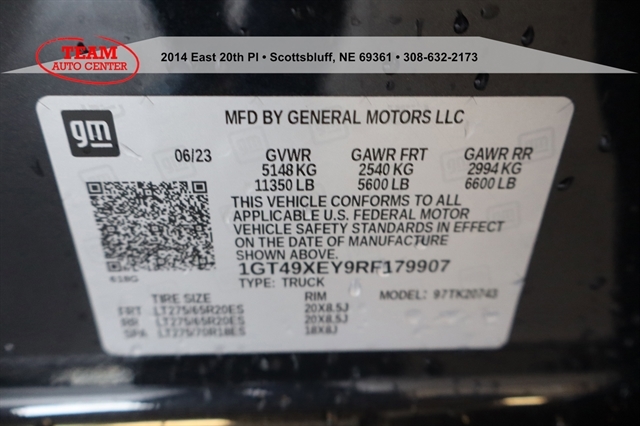 TEAM
AUTO CENTER
2014 East 20th Pl • Scottsbluff, NE 69361 • 308-632-2173
gm
MFD BY GENERAL MOTORS LLC
06/23 GVWR GAWR FRT GAWR RR
5148 KG 2540 KG 2994 KG
11350 LB 5600 LB 6600 LB
THIS VEHICLE CONFORMS TO ALL
APPLICABLE U.S. FEDERAL MOTOR
VEHICLE SAFETY STANDARDS IN EFFECT
ON THE DATE OF MANUFACTURE
SHOWN ABOVE.
618G
1GT49XEY9RF179907
TYPE: TRUCK MODEL: 97TK20743
TIRE SIZE RIM
FRT LT275/65R20ES 20X8.5J
RR LT275/65R20ES 20X8.5J
SPA LT275/70R18ES 18X8J